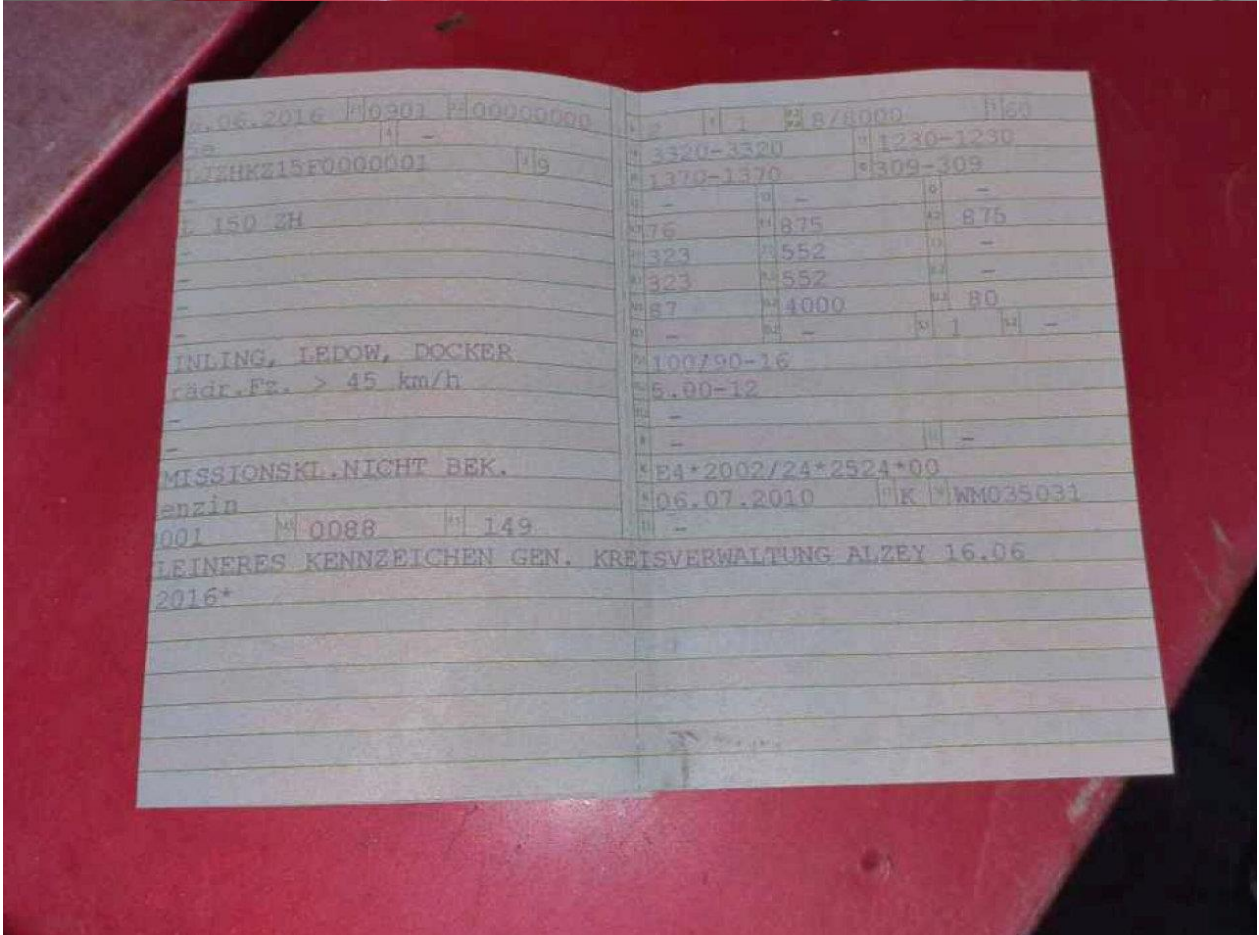 .06.2016 0901 00000000
-
LJZHKZ15F0000001 9
-
150 ZH
-
-
-
-
INLING, LEDOW, DOCKER
rädr.Fz. > 45 km/h
-
-
MISSIONSKL.NICHT BEK.
enzin
001 0088 149
2 1 8/8000 60
3320-3320 1230-1230
1370-1370 309-309
- - -
76 875 875
323 552 -
323 552 -
87 4000 80
- - 1 -
100/90-16
5.00-12
-
- -
E4*2002/24*2524*00
06.07.2010 K WM035031
-
LEINERES KENNZEICHEN GEN. KREISVERWALTUNG ALZEY 16.06
2016*